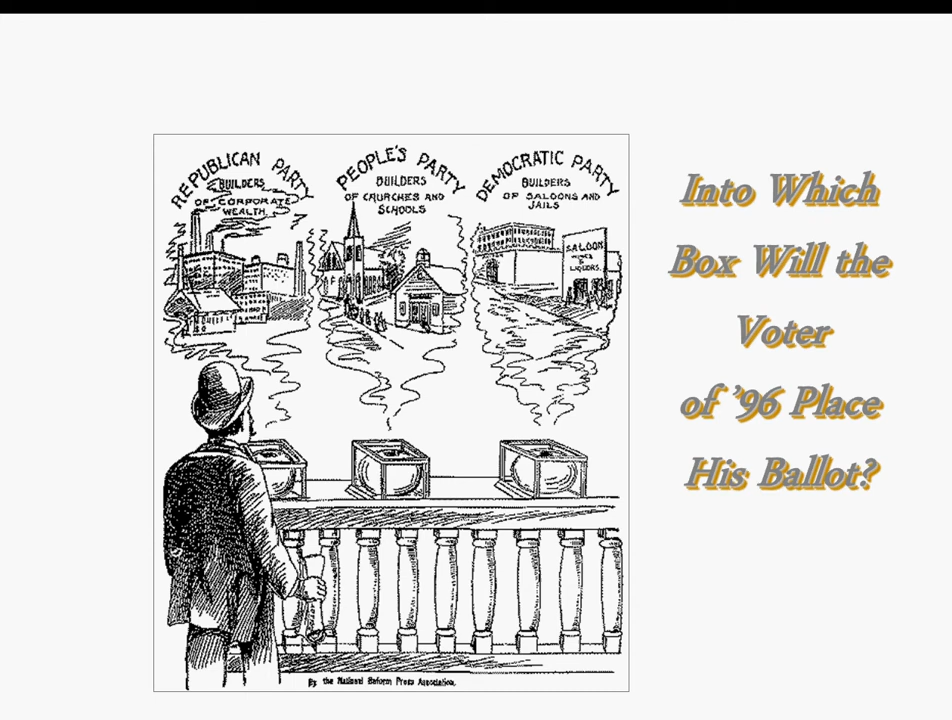 REPUBLICAN PARTY
BUILDERS
OF CORPORATE
WEALTH
PEOPLE'S PARTY
BUILDERS
OF CHURCHES AND
SCHOOLS
DEMOCRATIC PARTY
BUILDERS
OF SALOONS AND
JAILS
SALOON
WINES
&
LIQUORS.
Into Which
Box Will the
Voter
of ’96 Place
His Ballot?
By the National Reform Press Association.